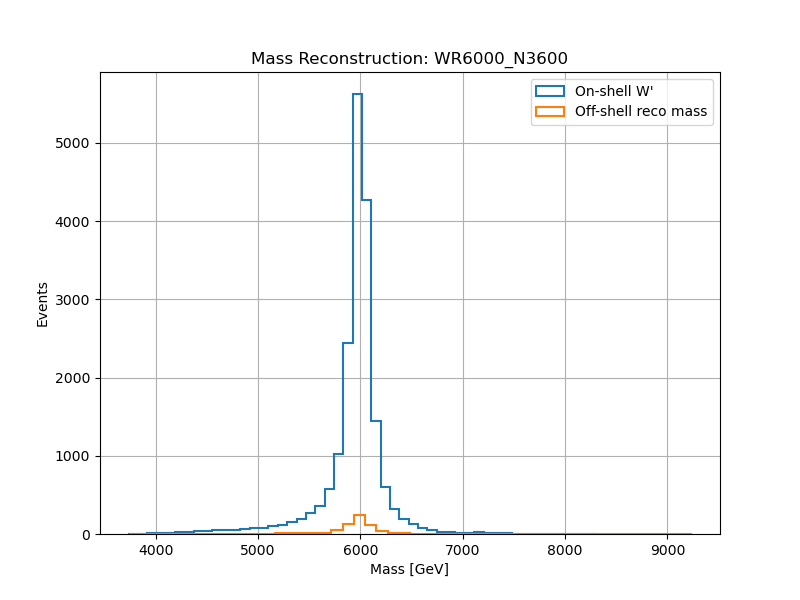 Mass Reconstruction: WR6000_N3600
On-shell W'
Off-shell reco mass
5000
4000
3000
2000
1000
0
Events
4000 5000 6000 7000 8000 9000
Mass [GeV]